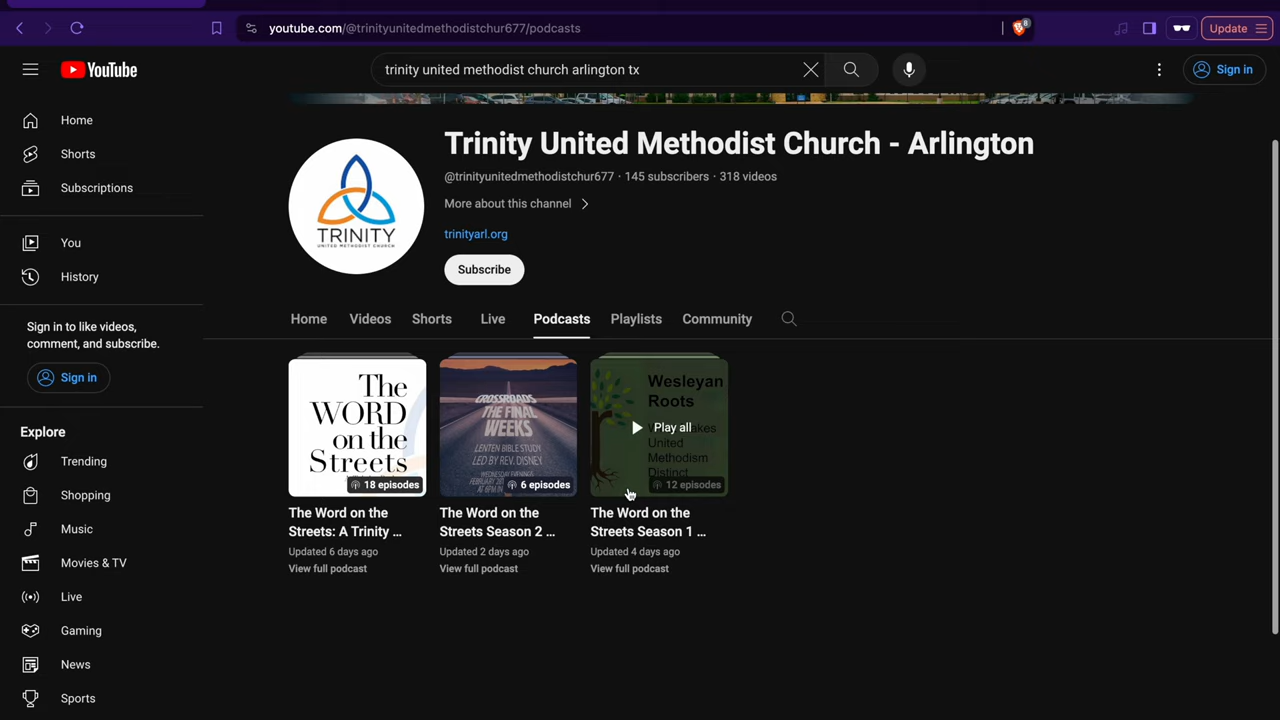 youtube.com/@trinityunitedmethodistchur677/podcasts
8
Update
YouTube
trinity united methodist church arlington tx
Sign in
Home
Shorts
Subscriptions
You
History
Sign in to like videos,
comment, and subscribe.
Sign in
Explore
Trending
Shopping
Music
Movies & TV
Live
Gaming
News
Sports
TRINITY
UNITED METHODIST CHURCH
Trinity United Methodist Church - Arlington
@trinityunitedmethodistchur677 · 145 subscribers · 318 videos
More about this channel
trinityarl.org
Subscribe
Home Videos Shorts Live Podcasts Playlists Community
The
WORD
on the
Streets
18 episodes
The Word on the
Streets: A Trinity ...
Updated 6 days ago
View full podcast
CROSSROADS
THE FINAL
WEEKS
LENTEN BIBLE STUDY
LED BY REV. DISNEY
WEDNESDAY EVENINGS
6 episodes
The Word on the
Streets Season 2 ...
Updated 2 days ago
View full podcast
Wesleyan
Roots
Play all
United
Methodism
Distinct
12 episodes
The Word on the
Streets Season 1 ...
Updated 4 days ago
View full podcast